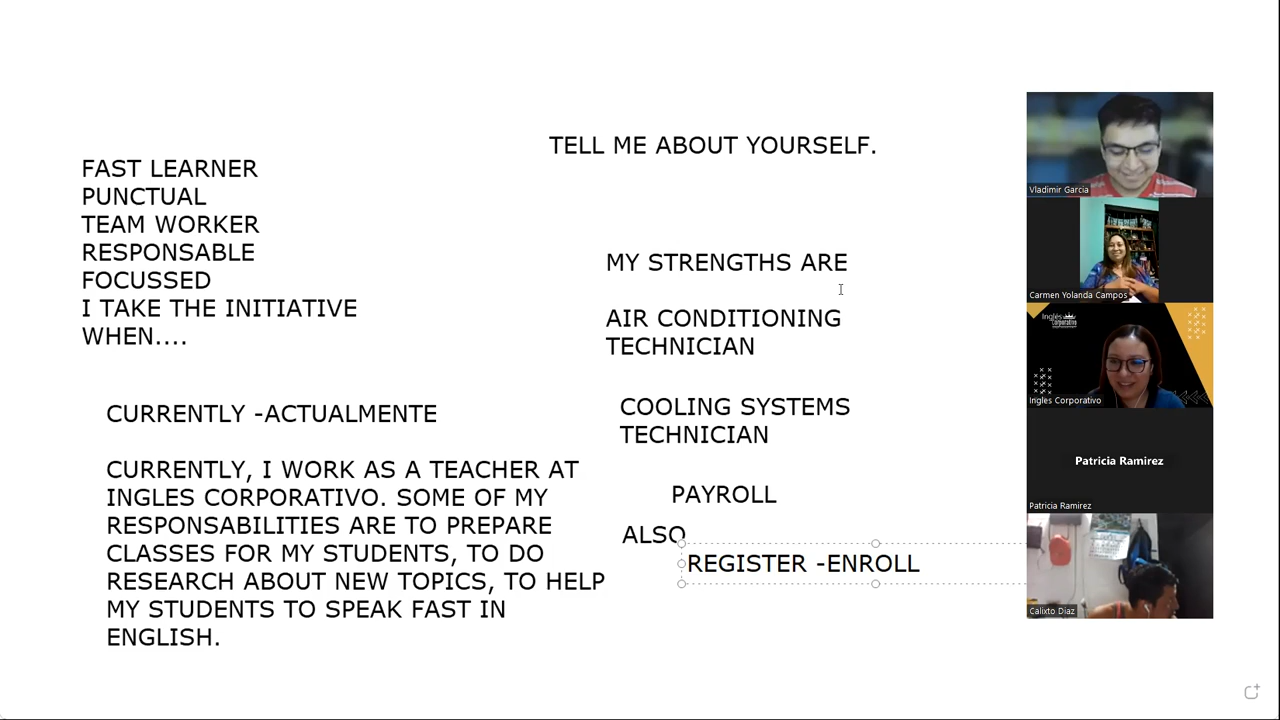 TELL ME ABOUT YOURSELF.
FAST LEARNER
PUNCTUAL
TEAM WORKER
RESPONSABLE
FOCUSSED
I TAKE THE INITIATIVE
WHEN....
MY STRENGTHS ARE
AIR CONDITIONING
TECHNICIAN
COOLING SYSTEMS
TECHNICIAN
PAYROLL
ALSO
REGISTER -ENROLL
CURRENTLY -ACTUALMENTE
CURRENTLY, I WORK AS A TEACHER AT
INGLES CORPORATIVO. SOME OF MY
RESPONSABILITIES ARE TO PREPARE
CLASSES FOR MY STUDENTS, TO DO
RESEARCH ABOUT NEW TOPICS, TO HELP
MY STUDENTS TO SPEAK FAST IN
ENGLISH.
Vladimir Garcia
Carmen Yolanda Campos
Inglés
Corporativo
Ingles Corporativo
Patricia Ramirez
Patricia Ramirez
Calixto Diaz